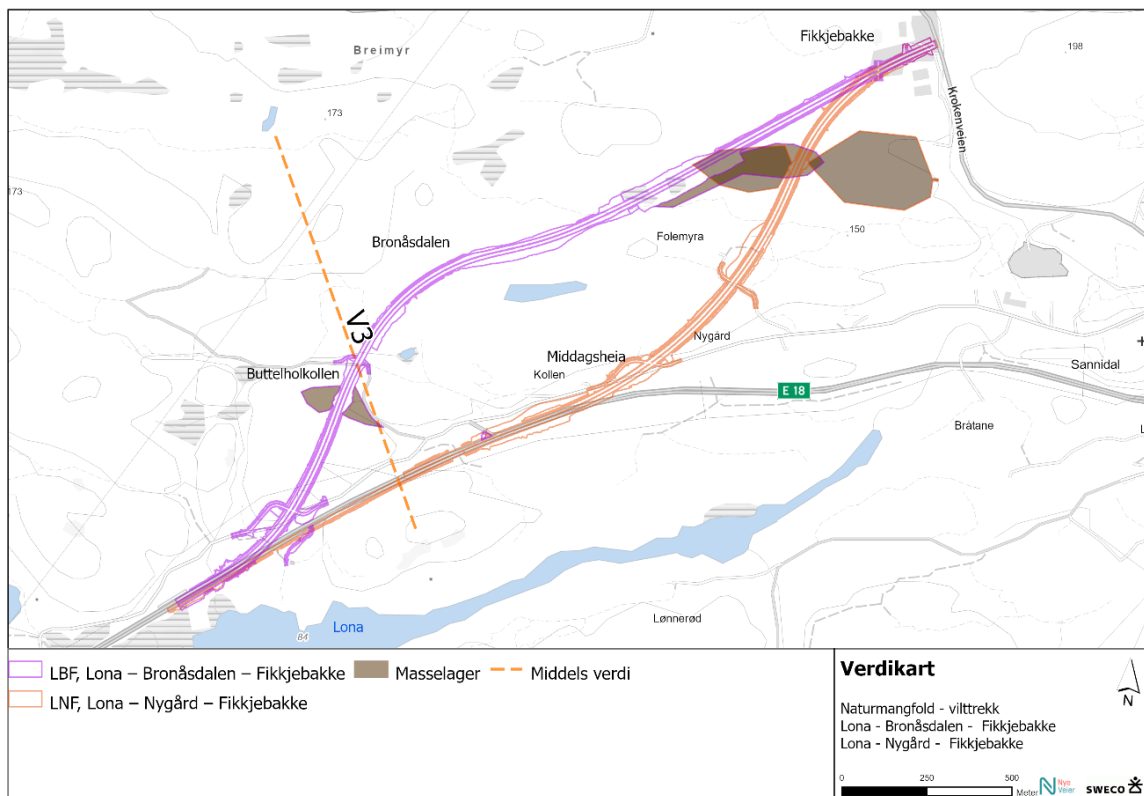 Fikkjebakke
Breimyr
198
173
Krokenveien
173
150
Folemyra
Bronåsdalen
V3
Nygård
Middagsheia
Kollen
Buttelholkollen
Sannidal
E 18
Bråtane
Lona
84
Lønnerød
LBF, Lona – Bronåsdalen – Fikkjebakke
Masselager
Middels verdi
LNF, Lona – Nygård – Fikkjebakke
Verdikart
N
Naturmangfold - vilttrekk
Lona - Bronåsdalen - Fikkjebakke
Lona - Nygård - Fikkjebakke
0 250 500
Meter
Nye
Veier
SWECO